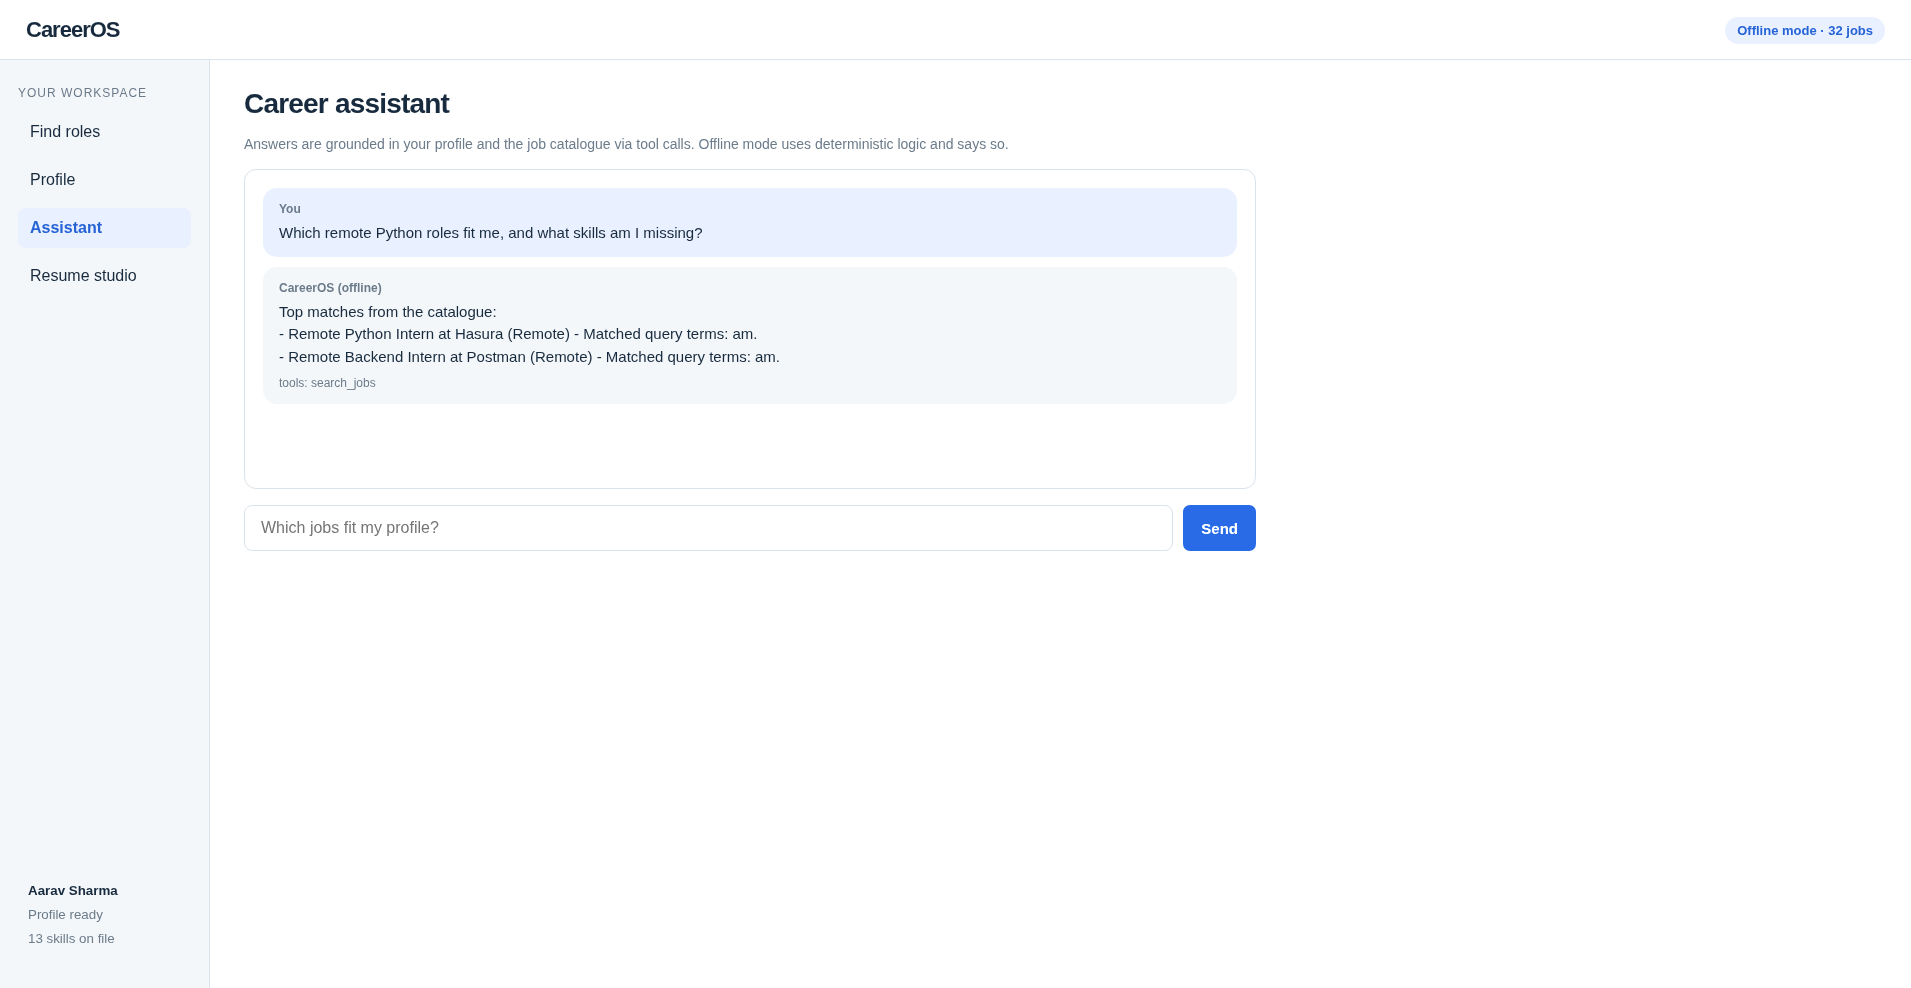 CareerOS
Offline mode · 32 jobs
YOUR WORKSPACE
Find roles
Profile
Assistant
Resume studio
Aarav Sharma
Profile ready
13 skills on file
Career assistant
Answers are grounded in your profile and the job catalogue via tool calls. Offline mode uses deterministic logic and says so.
You
Which remote Python roles fit me, and what skills am I missing?
CareerOS (offline)
Top matches from the catalogue:
- Remote Python Intern at Hasura (Remote) - Matched query terms: am.
- Remote Backend Intern at Postman (Remote) - Matched query terms: am.
tools: search_jobs
Which jobs fit my profile?
Send